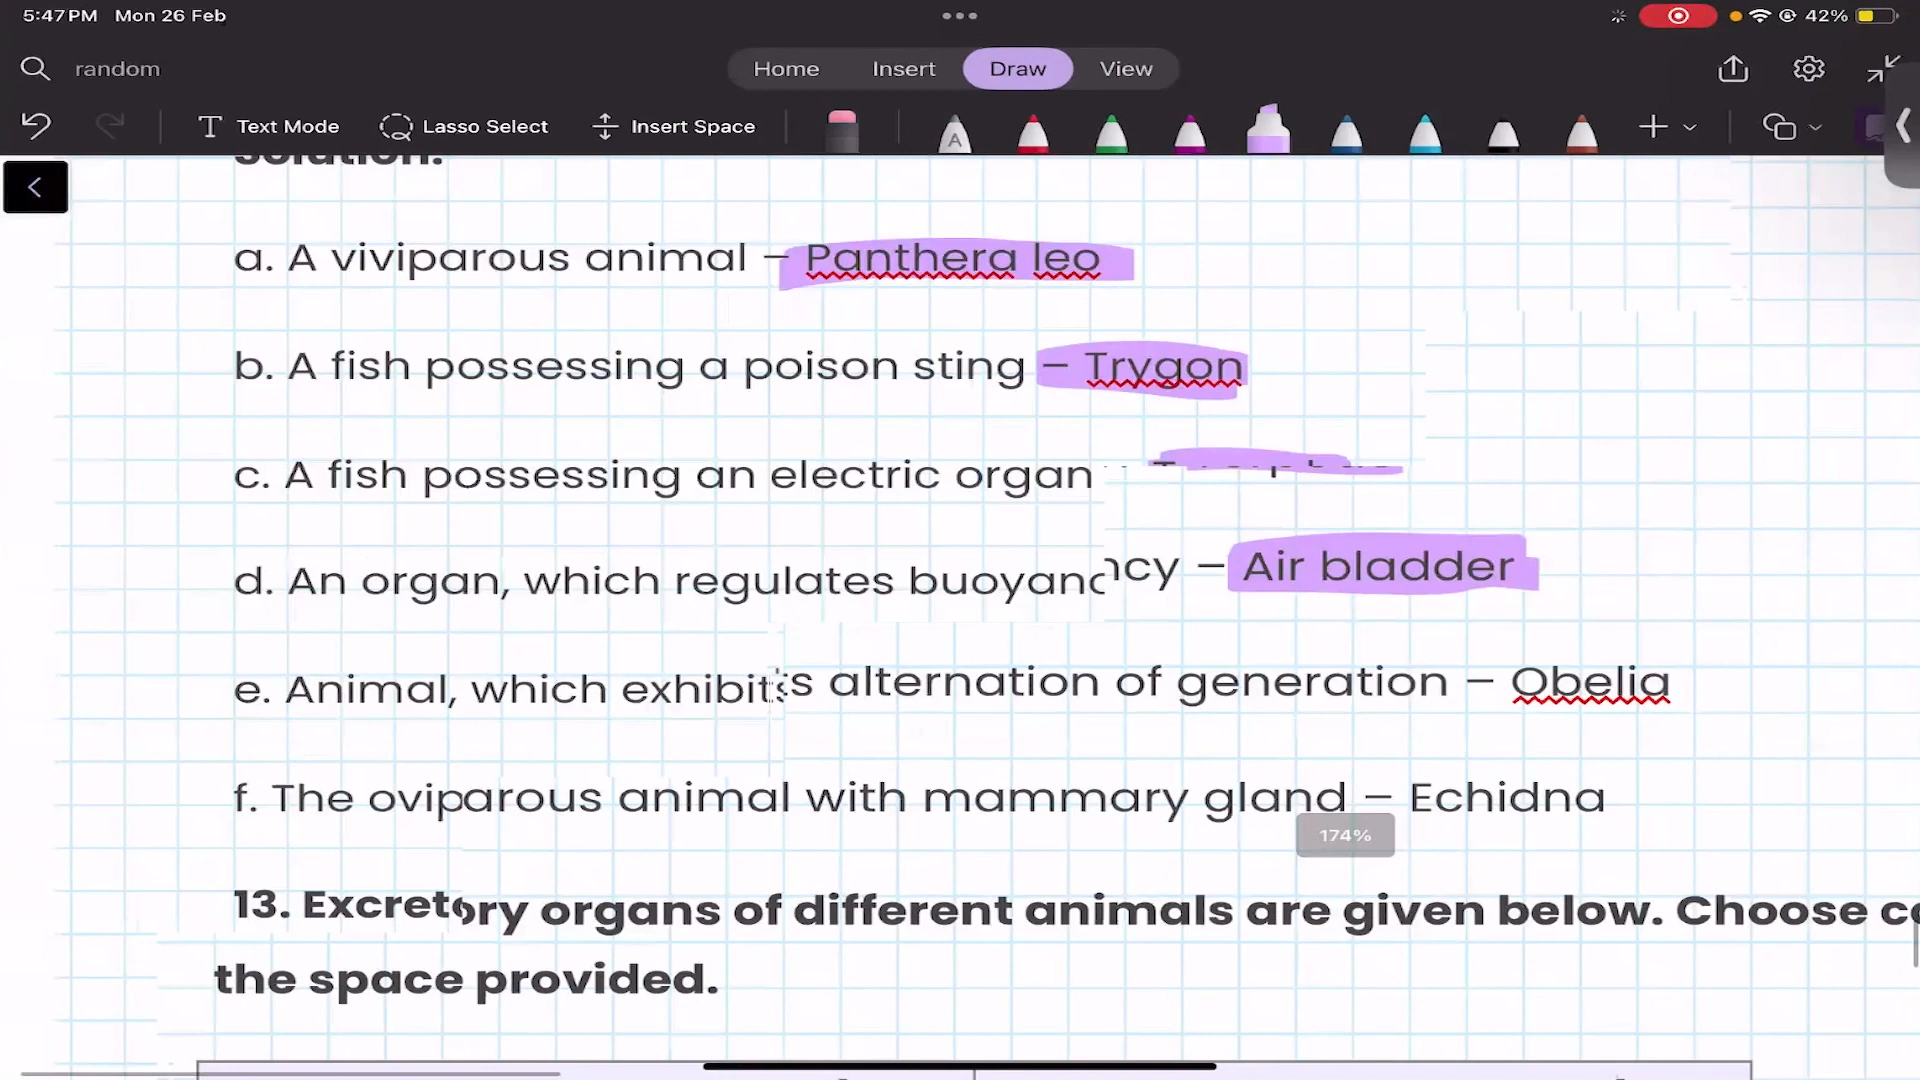 5:47 PM Mon 26 Feb
42%
random
Home Insert Draw View
Text Mode Lasso Select Insert Space
A
Solution:
a. A viviparous animal – Panthera leo
b. A fish possessing a poison sting – Trygon
c. A fish possessing an electric organ
d. An organ, which regulates buoyancy – Air bladder
e. Animal, which exhibits alternation of generation – Obelia
f. The oviparous animal with mammary gland – Echidna
174%
13. Excretory organs of different animals are given below. Choose
the space provided.